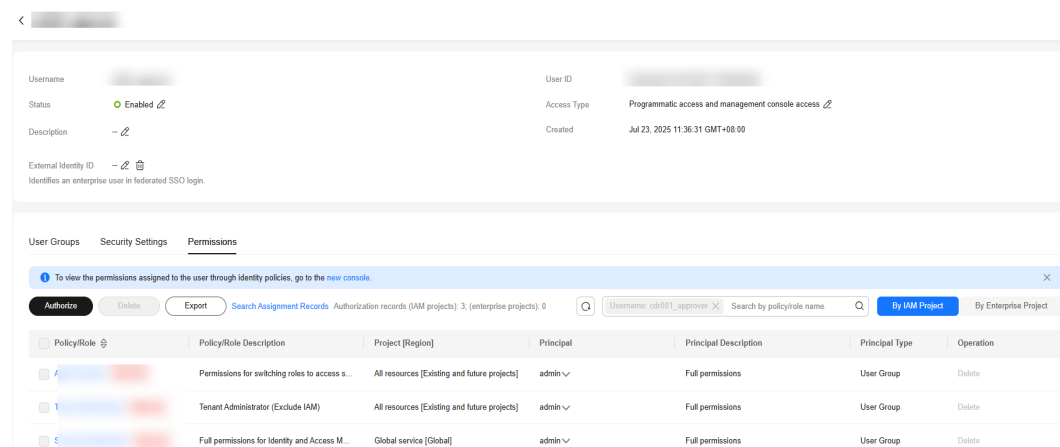 Username
User ID
Status Enabled
Access Type Programmatic access and management console access
Description --
Created Jul 23, 2025 11:36:31 GMT+08:00
External Identity ID --
Identifies an enterprise user in federated SSO login.
User Groups Security Settings Permissions
To view the permissions assigned to the user through identity policies, go to the new console.
Authorize Delete Export Search Assignment Records Authorization records (IAM projects): 3; (enterprise projects): 0 Username: cdr001_approver Search by policy/role name. By IAM Project By Enterprise Project
Policy/Role Policy/Role Description Project [Region] Principal Principal Description Principal Type Operation
Permissions for switching roles to access s... All resources [Existing and future projects] admin Full permissions User Group Delete
Tenant Administrator (Exclude IAM) All resources [Existing and future projects] admin Full permissions User Group Delete
Full permissions for Identity and Access M... Global service [Global] admin Full permissions User Group Delete